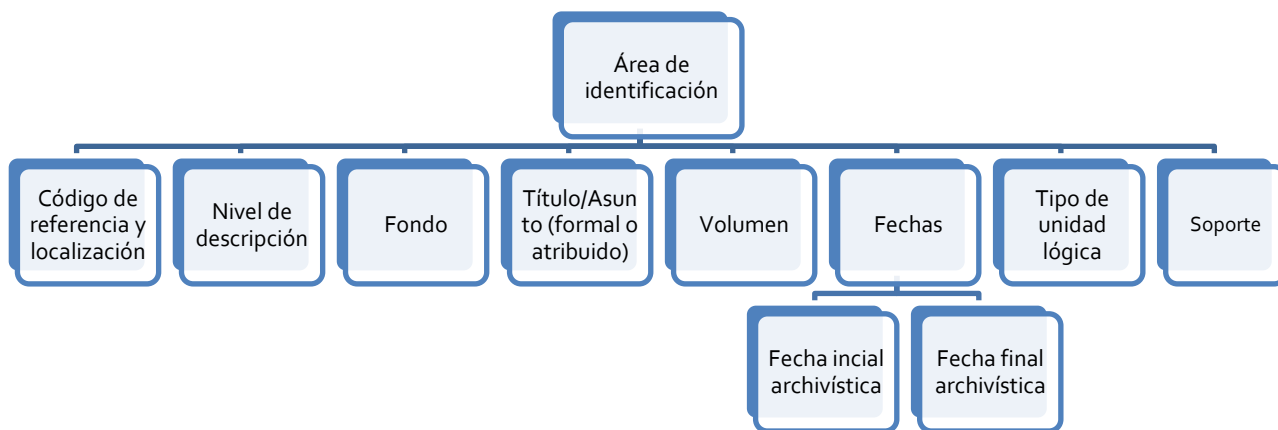 Área de
identificación
Código de
referencia y
localización
Nivel de
descripción
Fondo
Título/Asun
to (formal o
atribuido)
Volumen
Fechas
Tipo de
unidad
lógica
Soporte
Fecha incial
archivística
Fecha final
archivística